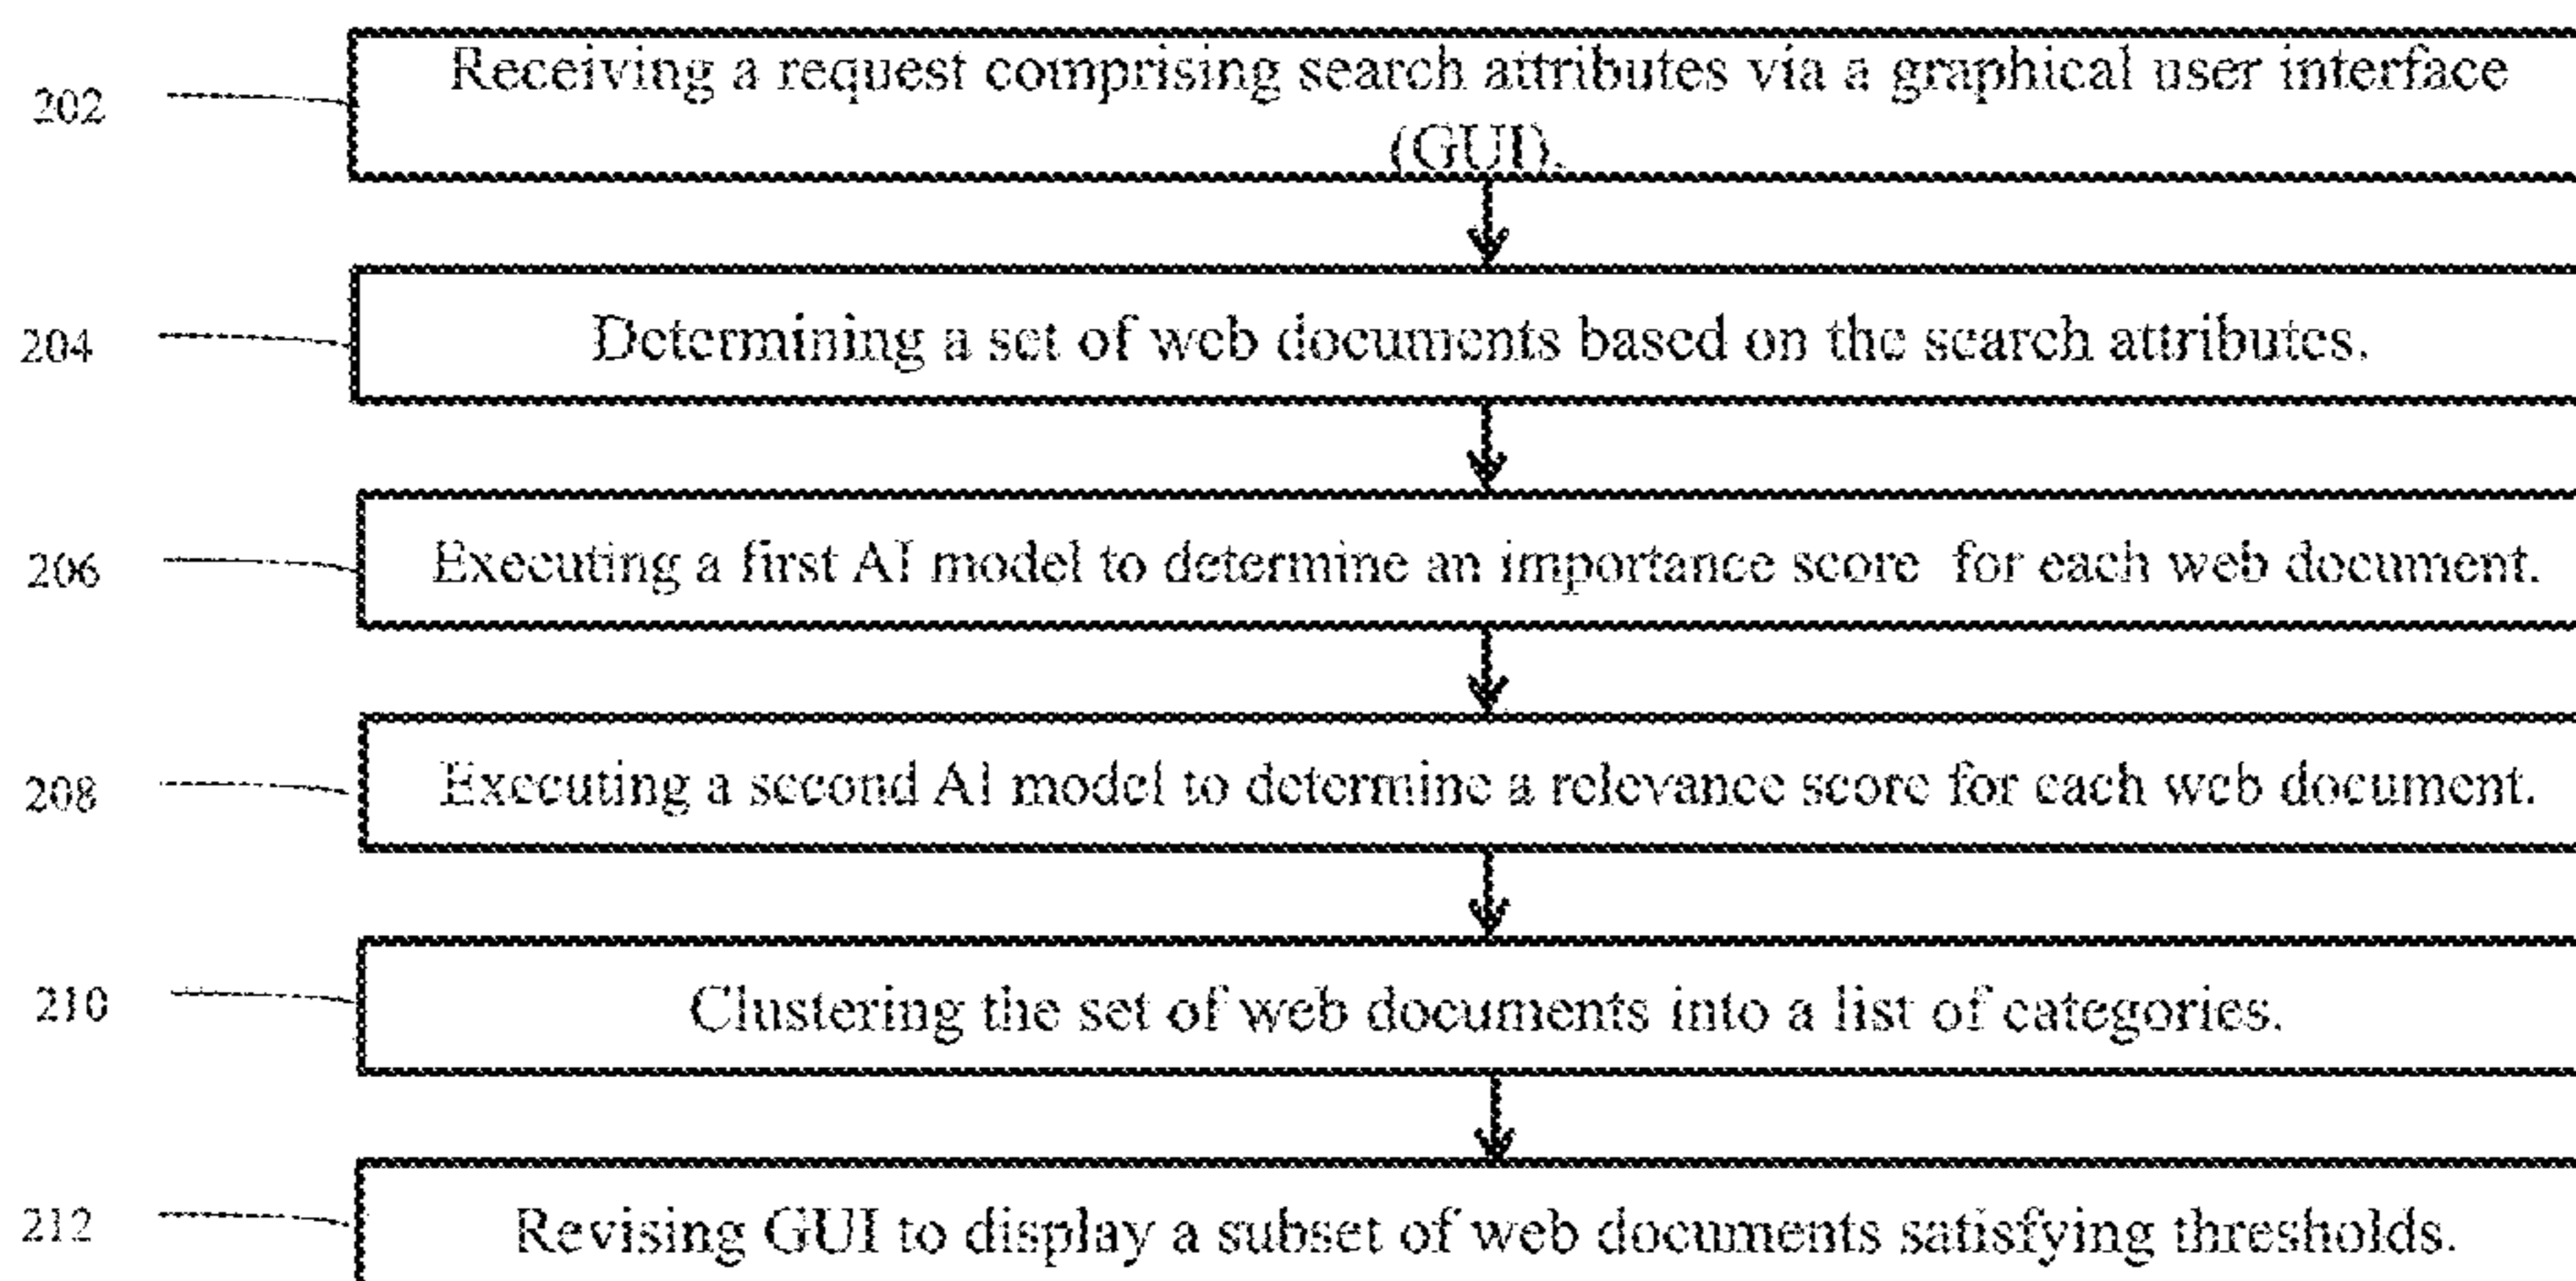 202 Receiving a request comprising search attributes via a graphical user interface
(GUI).
204 Determining a set of web documents based on the search attributes.
206 Executing a first AI model to determine an importance score for each web document.
208 Executing a second AI model to determine a relevance score for each web document.
210 Clustering the set of web documents into a list of categories.
212 Revising GUI to display a subset of web documents satisfying thresholds.